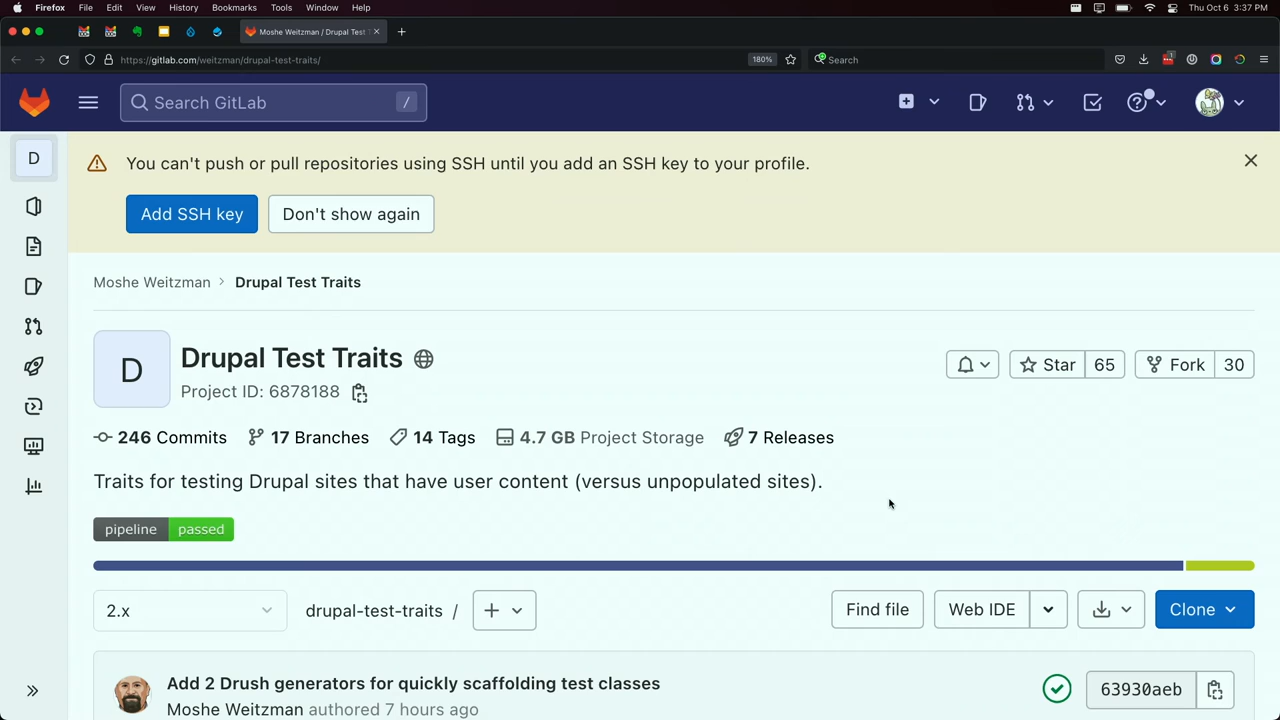 Firefox File Edit View History Bookmarks Tools Window Help Thu Oct 6 3:37 PM
Moshe Weitzman / Drupal Test T
https://gitlab.com/weitzman/drupal-test-traits/ 180% Search
Search GitLab /
D
You can't push or pull repositories using SSH until you add an SSH key to your profile.
Add SSH key Don't show again
Moshe Weitzman > Drupal Test Traits
D
Drupal Test Traits
Project ID: 6878188
Star 65 Fork 30
246 Commits 17 Branches 14 Tags 4.7 GB Project Storage 7 Releases
Traits for testing Drupal sites that have user content (versus unpopulated sites).
pipeline passed
2.x drupal-test-traits / + Find file Web IDE Clone
Add 2 Drush generators for quickly scaffolding test classes
Moshe Weitzman authored 7 hours ago
63930aeb